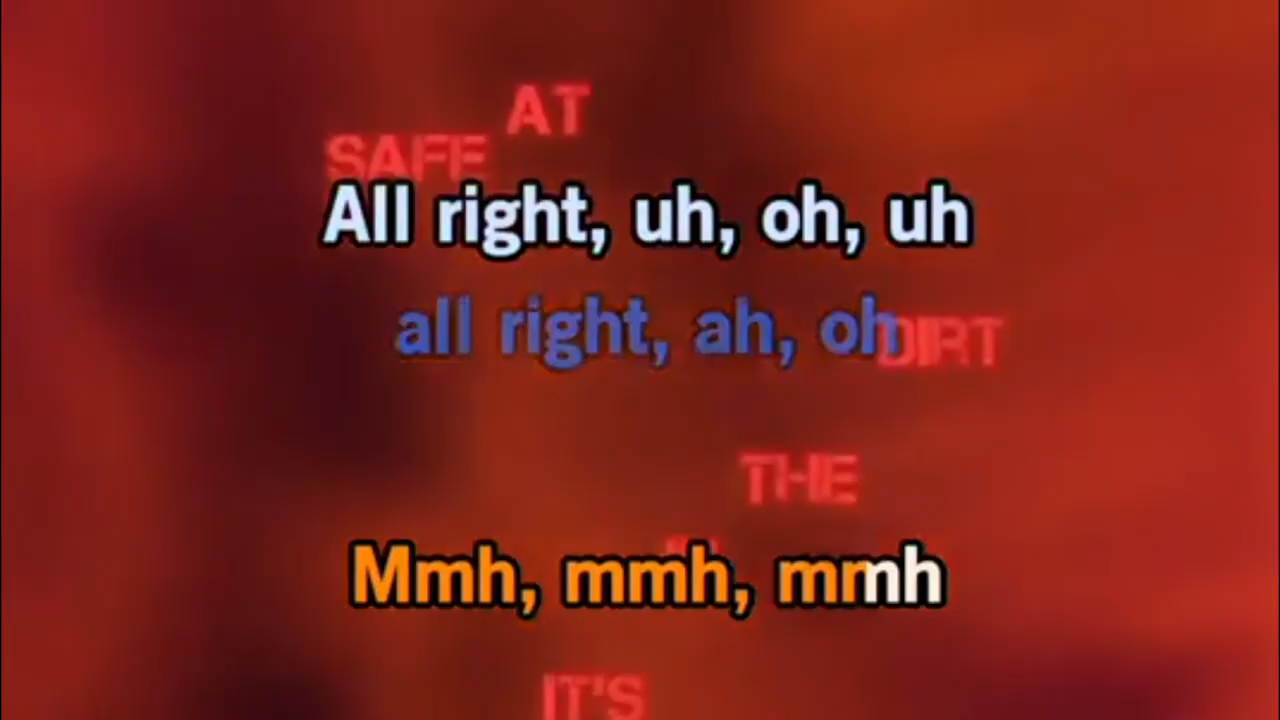 AT
SAFE
All right, uh, oh, uh
all right, ah, oh
DIRT
THE
Mmh, mmh, mmh
IT'S